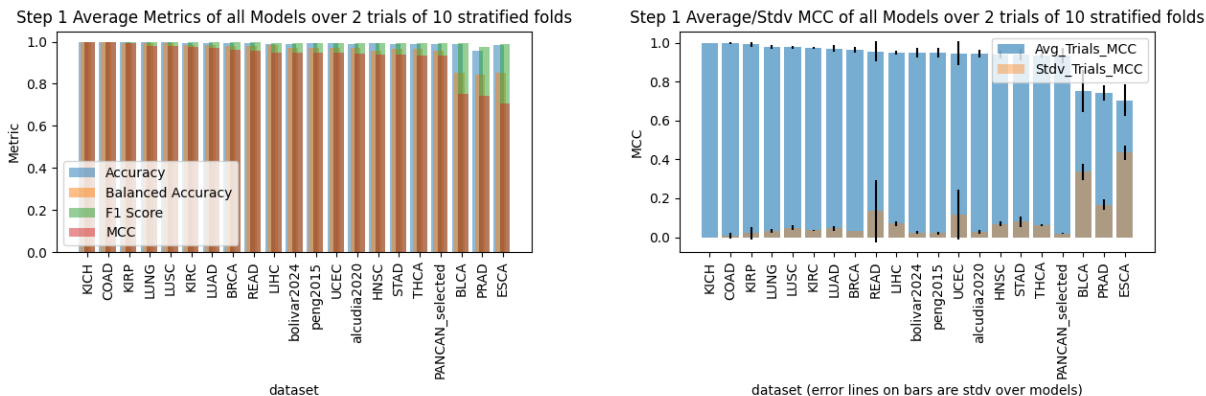 Step 1 Average Metrics of all Models over 2 trials of 10 stratified folds
1.0
0.8
0.6
0.4
0.2
0.0
Metric
Accuracy
Balanced Accuracy
F1 Score
MCC
KICH
COAD
KIRP
LUNG
LUSC
KIRC
LUAD
BRCA
READ
LIHC
bolivar2024
peng2015
UCEC
alcudia2020
HNSC
STAD
THCA
PANCAN_selected
BLCA
PRAD
ESCA
dataset
Step 1 Average/Stdv MCC of all Models over 2 trials of 10 stratified folds
1.0
0.8
0.6
0.4
0.2
0.0
MCC
Avg_Trials_MCC
Stdv_Trials_MCC
KICH
COAD
KIRP
LUNG
LUSC
KIRC
LUAD
BRCA
READ
LIHC
bolivar2024
peng2015
UCEC
alcudia2020
HNSC
STAD
THCA
PANCAN_selected
BLCA
PRAD
ESCA
dataset (error lines on bars are stdv over models)